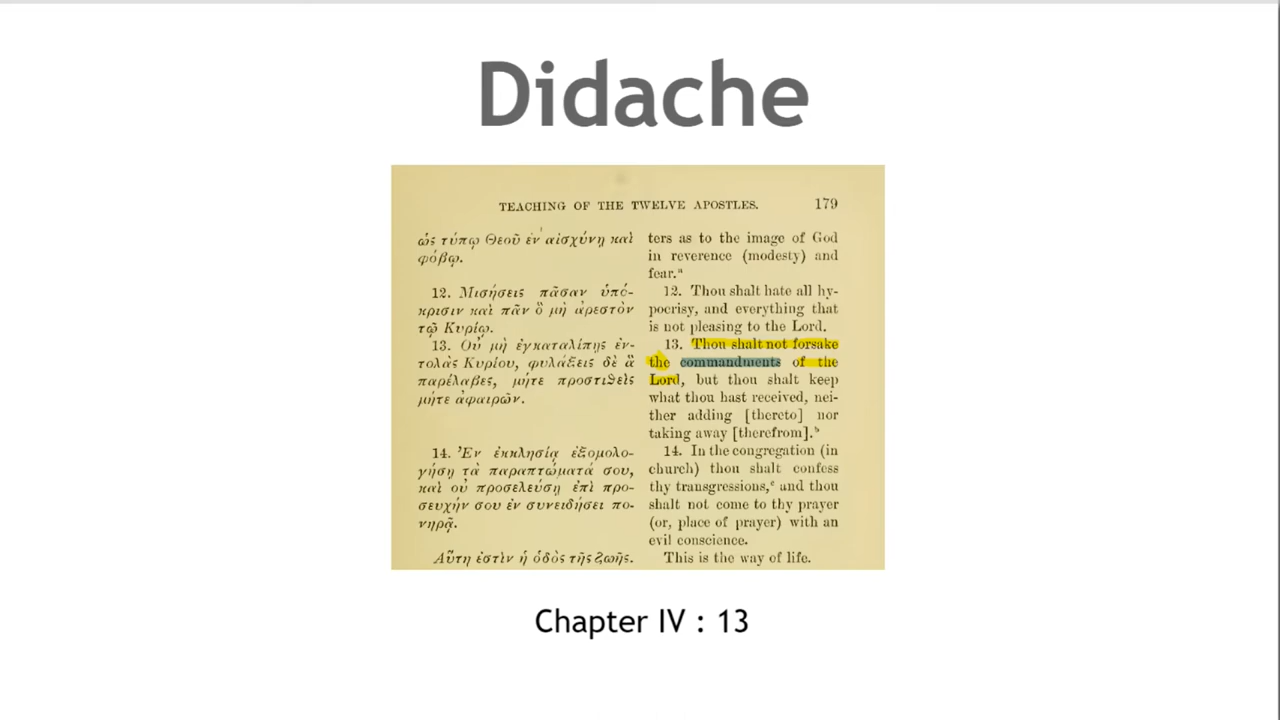 Didache
TEACHING OF THE TWELVE APOSTLES. 179
ὡς τύπῳ Θεοῦ ἐν αἰσχύνῃ καὶ
φόβῳ.
12. Μισήσεις πᾶσαν ὑπό-
κρισιν καὶ πᾶν ὃ μὴ ἀρεστὸν
τῷ Κυρίῳ.
13. Οὐ μὴ ἐγκαταλίπῃς ἐν-
τολὰς Κυρίου, φυλάξεις δὲ ἃ
παρέλαβες, μήτε προστιθεὶς
μήτε ἀφαιρῶν.
14. Ἐν ἐκκλησίᾳ ἐξομολο-
γήσῃ τὰ παραπτώματά σου,
καὶ οὐ προσελεύσῃ ἐπὶ προ-
σευχήν σου ἐν συνειδήσει πο-
νηρᾷ.
Αὕτη ἐστὶν ἡ ὁδὸς τῆς ζωῆς.
ters as to the image of God
in reverence (modesty) and
fear.ᵃ
12. Thou shalt hate all hy-
pocrisy, and everything that
is not pleasing to the Lord.
13. Thou shalt not forsake
the commandments of the
Lord, but thou shalt keep
what thou hast received, nei-
ther adding [thereto] nor
taking away [therefrom].ᵇ
14. In the congregation (in
church) thou shalt confess
thy transgressions,ᶜ and thou
shalt not come to thy prayer
(or, place of prayer) with an
evil conscience.
This is the way of life.
Chapter IV : 13